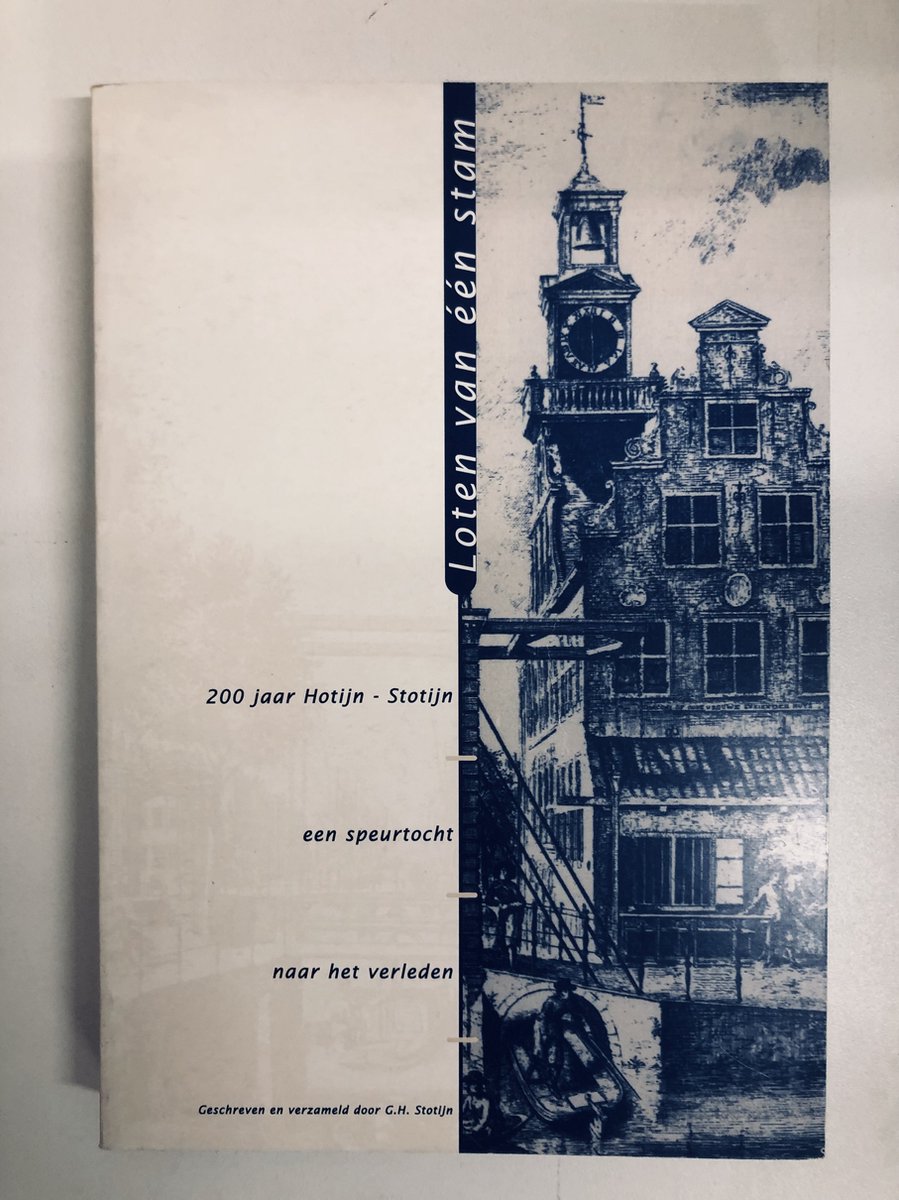 Loten van één stam
200 jaar Hotijn - Stotijn
een speurtocht
naar het verleden
Geschreven en verzameld door G.H. Stotijn